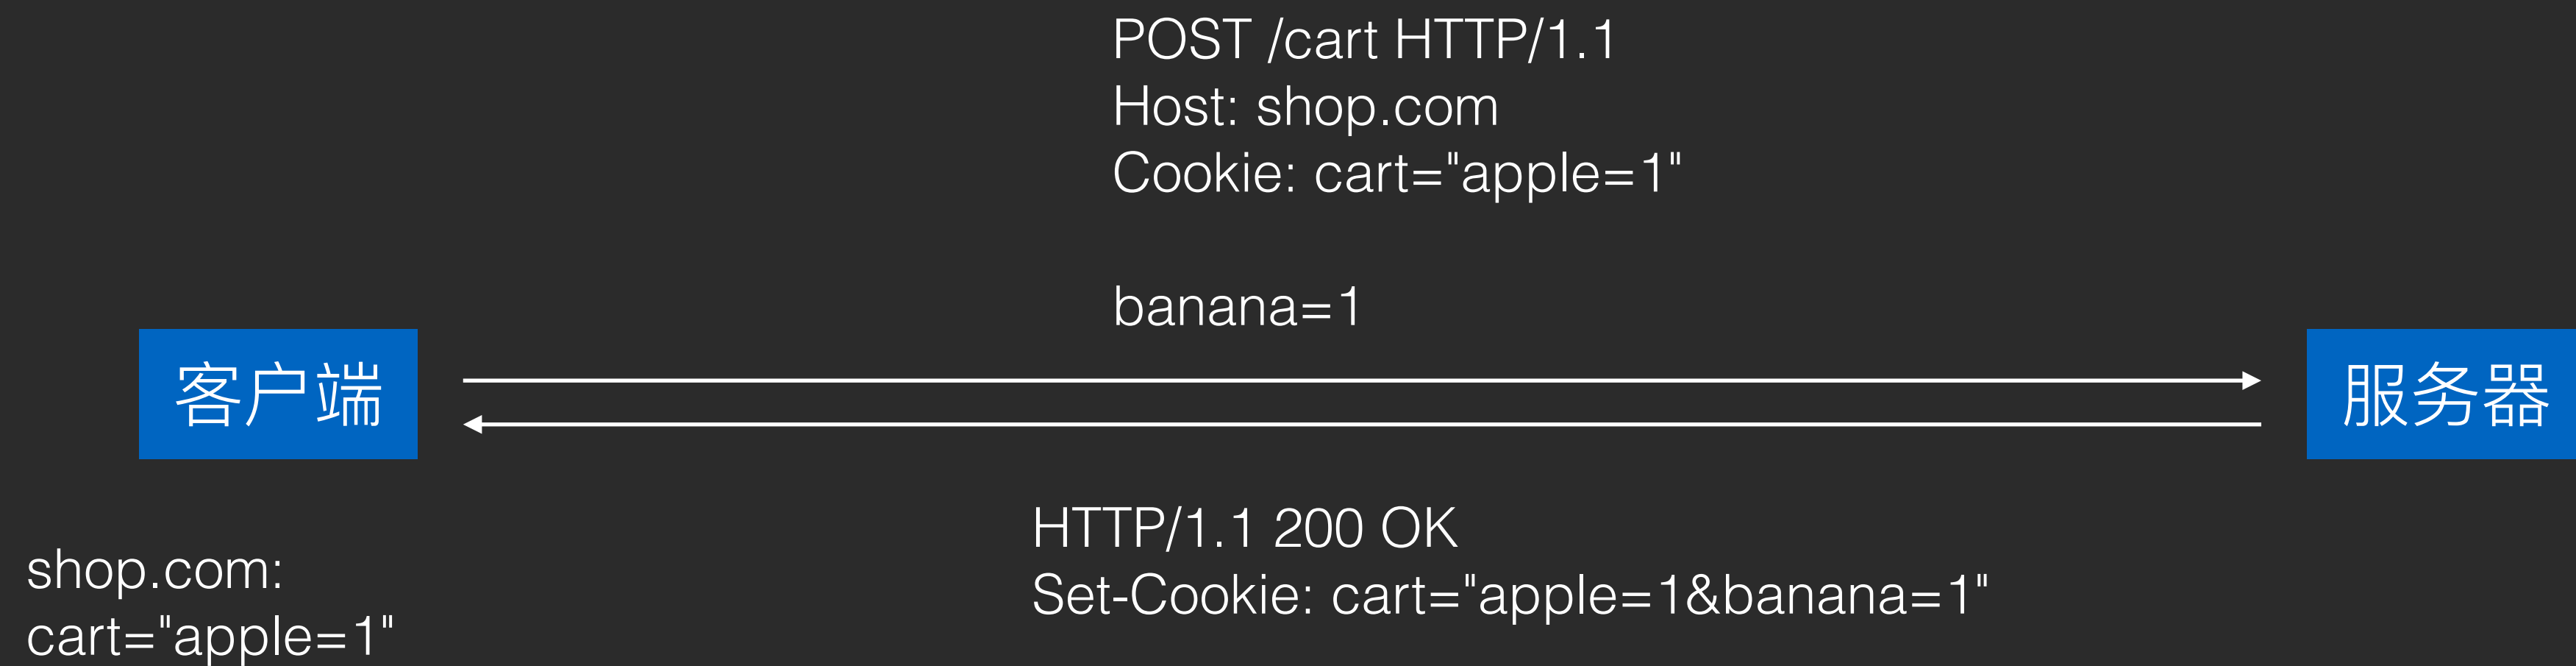 POST /cart HTTP/1.1
Host: shop.com
Cookie: cart="apple=1"
banana=1
客户端
服务器
HTTP/1.1 200 OK
Set-Cookie: cart="apple=1&banana=1"
shop.com:
cart="apple=1"